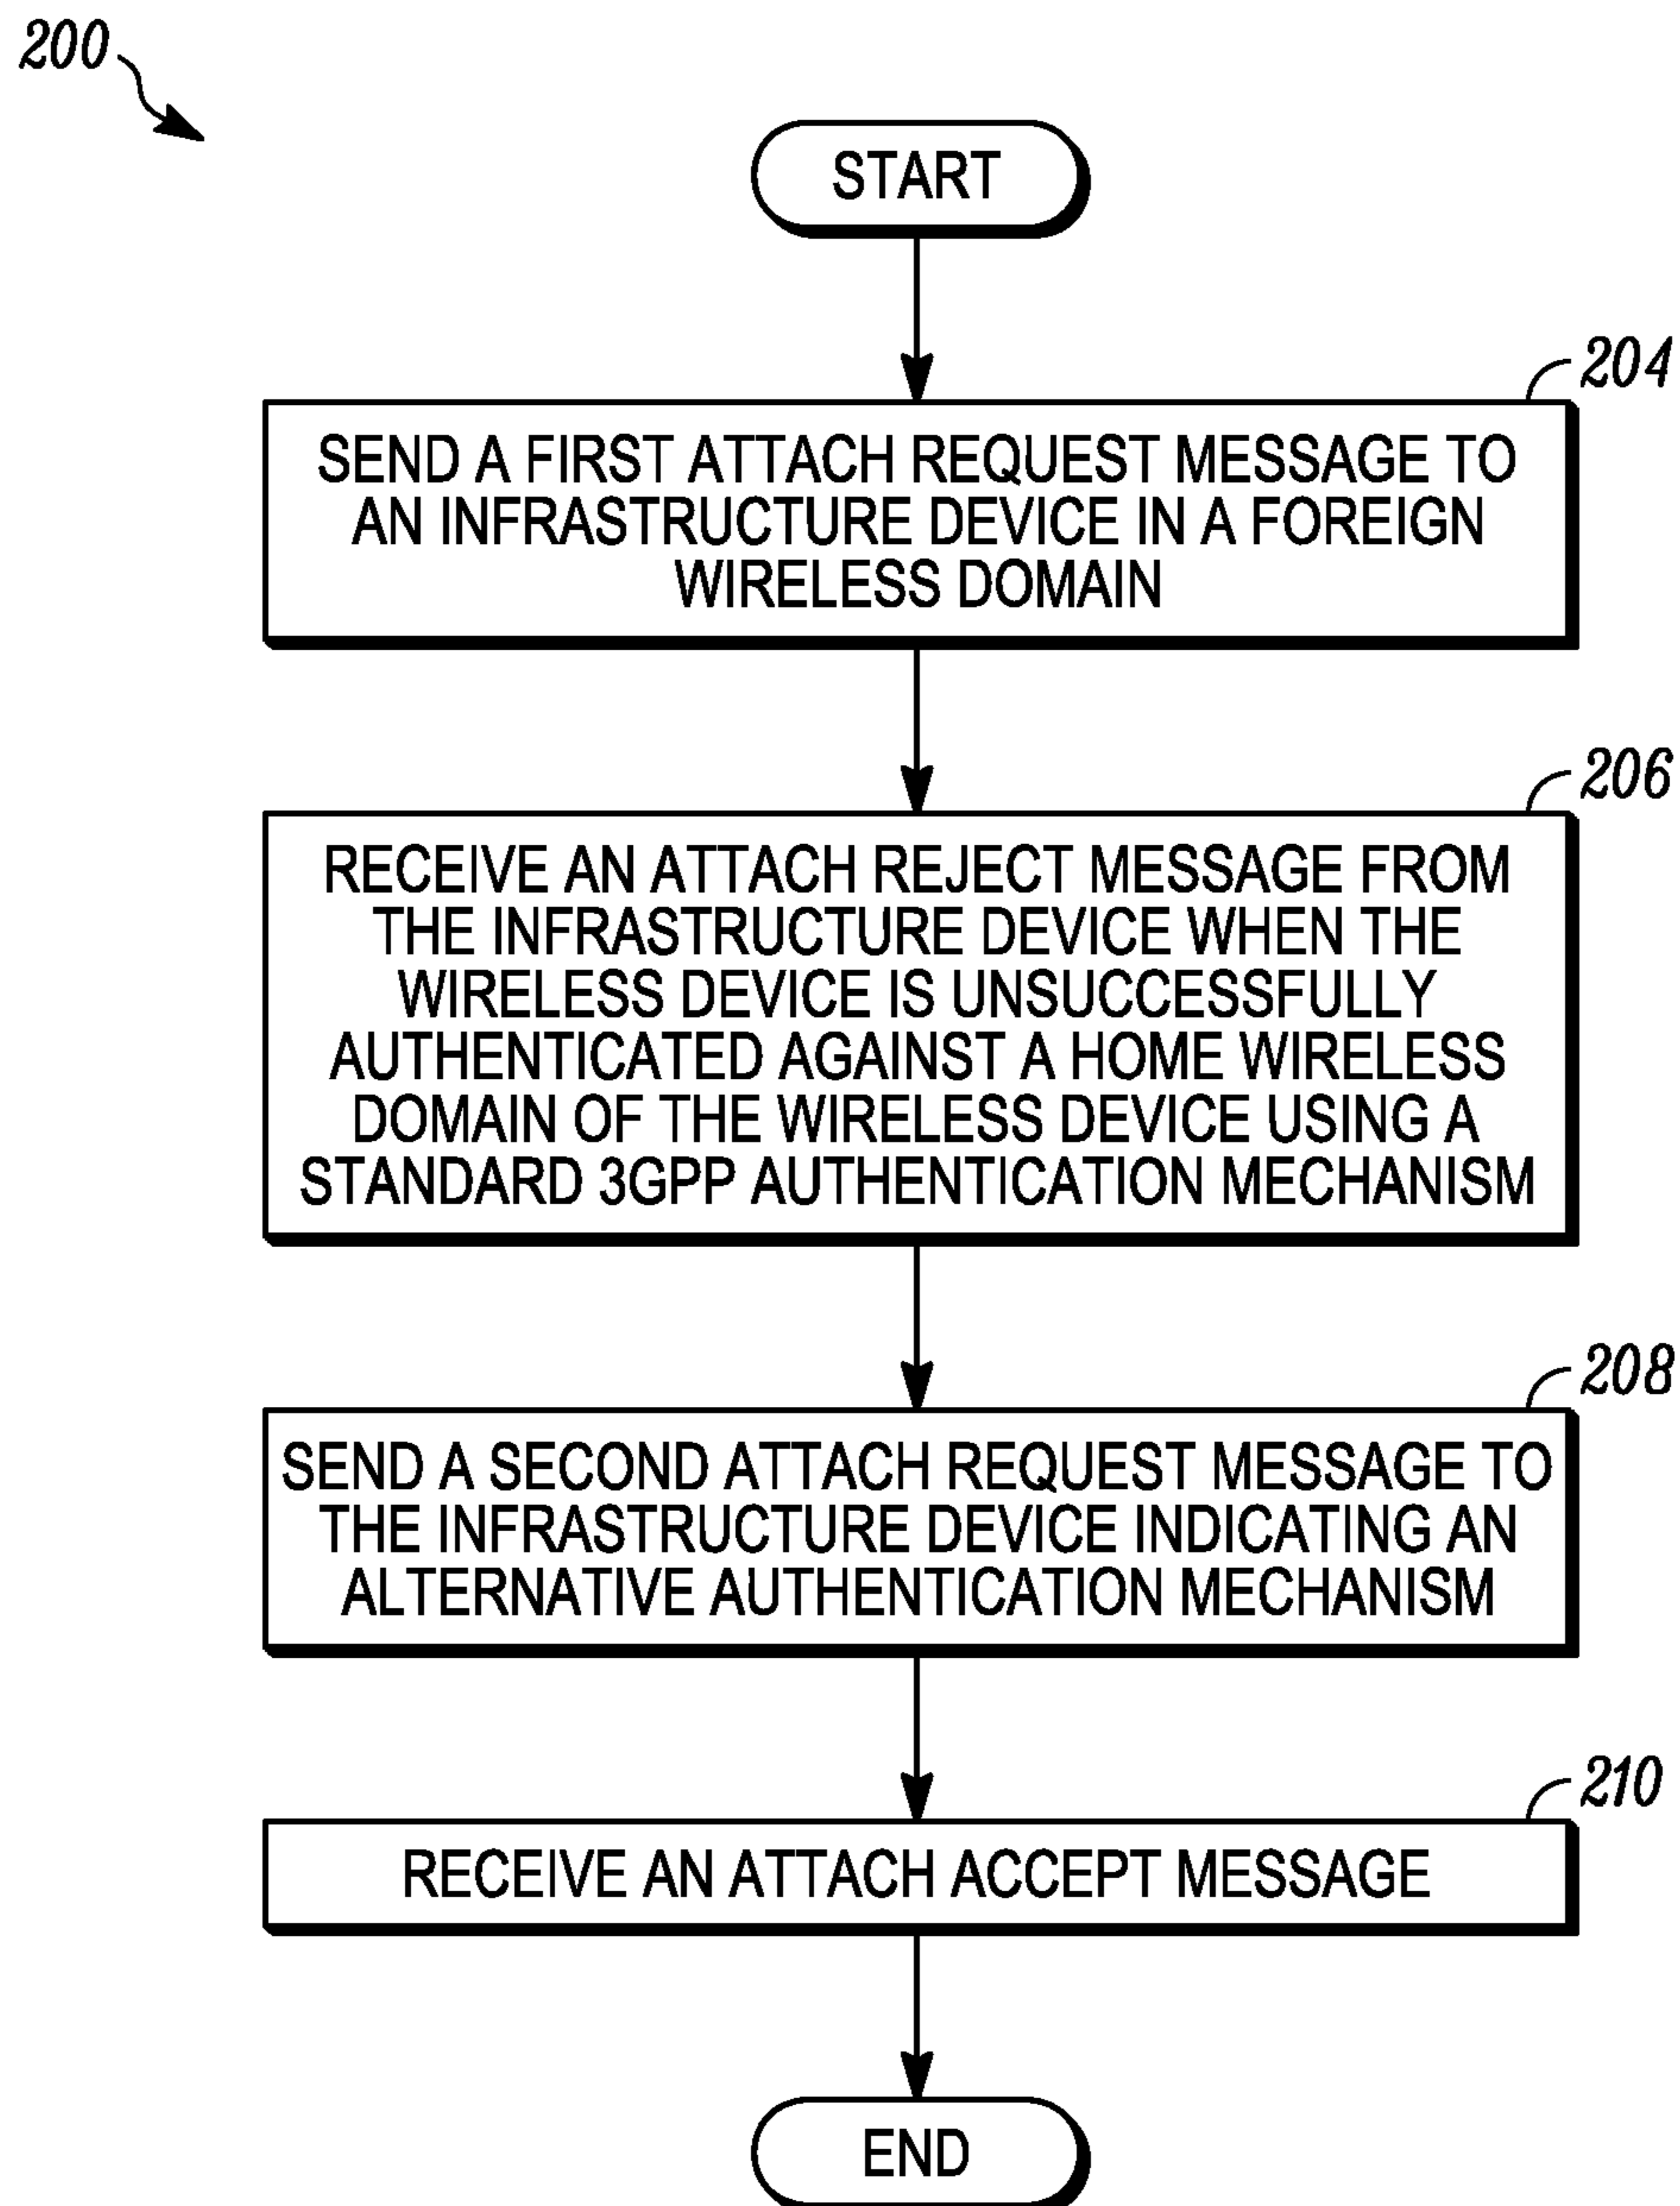 200
START
204
SEND A FIRST ATTACH REQUEST MESSAGE TO
AN INFRASTRUCTURE DEVICE IN A FOREIGN
WIRELESS DOMAIN
206
RECEIVE AN ATTACH REJECT MESSAGE FROM
THE INFRASTRUCTURE DEVICE WHEN THE
WIRELESS DEVICE IS UNSUCCESSFULLY
AUTHENTICATED AGAINST A HOME WIRELESS
DOMAIN OF THE WIRELESS DEVICE USING A
STANDARD 3GPP AUTHENTICATION MECHANISM
208
SEND A SECOND ATTACH REQUEST MESSAGE TO
THE INFRASTRUCTURE DEVICE INDICATING AN
ALTERNATIVE AUTHENTICATION MECHANISM
210
RECEIVE AN ATTACH ACCEPT MESSAGE
END